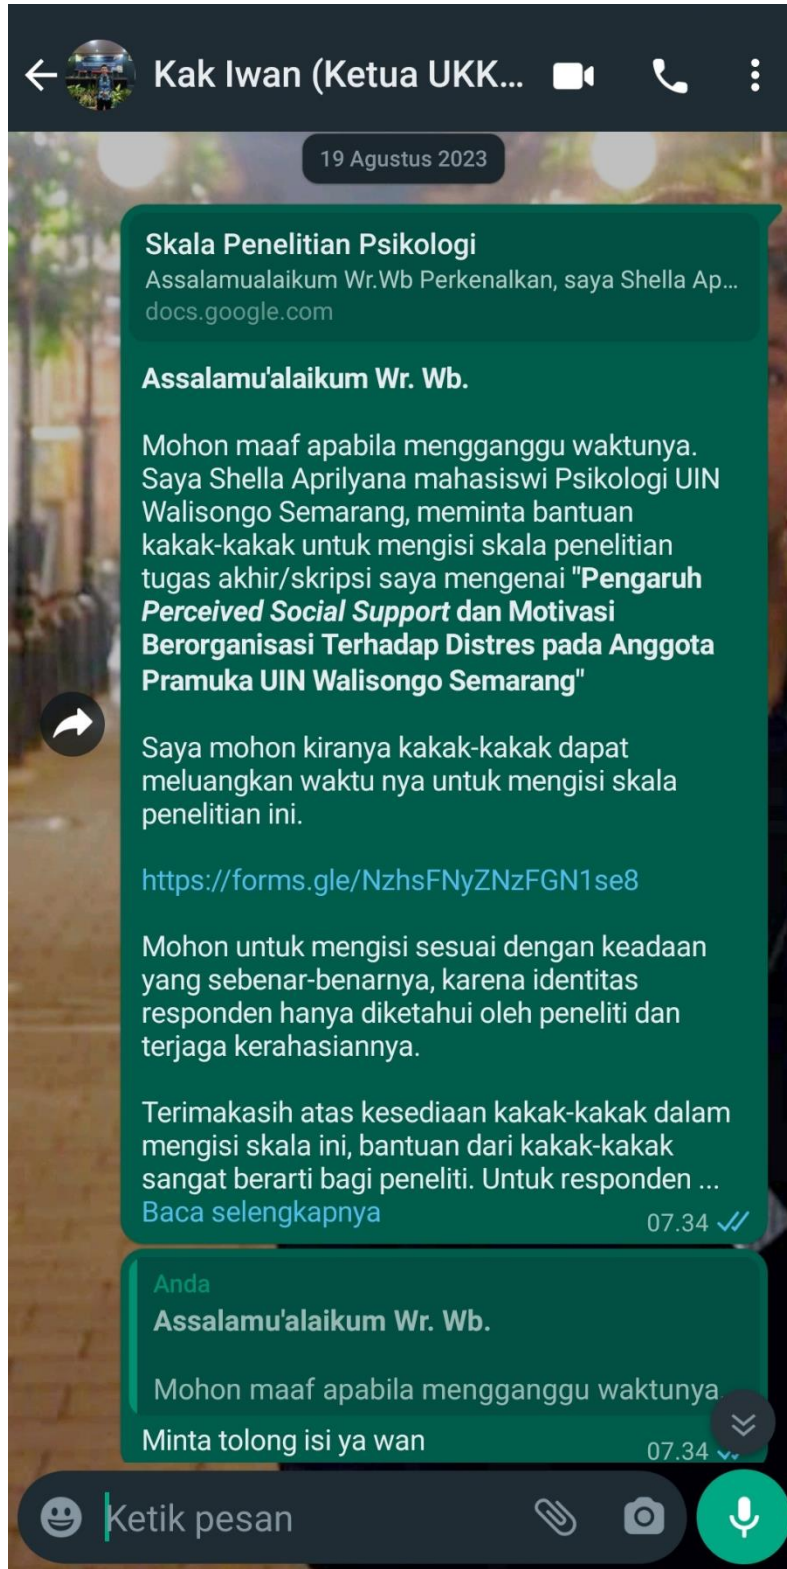 Kak Iwan (Ketua UKK...
19 Agustus 2023
Skala Penelitian Psikologi
Assalamualaikum Wr.Wb Perkenalkan, saya Shella Ap...
docs.google.com
Assalamu'alaikum Wr. Wb.
Mohon maaf apabila mengganggu waktunya.
Saya Shella Aprilyana mahasiswi Psikologi UIN
Walisongo Semarang, meminta bantuan
kakak-kakak untuk mengisi skala penelitian
tugas akhir/skripsi saya mengenai "Pengaruh
Perceived Social Support dan Motivasi
Berorganisasi Terhadap Distres pada Anggota
Pramuka UIN Walisongo Semarang"
Saya mohon kiranya kakak-kakak dapat
meluangkan waktu nya untuk mengisi skala
penelitian ini.
https://forms.gle/NzhsFNyZNzFGN1se8
Mohon untuk mengisi sesuai dengan keadaan
yang sebenar-benarnya, karena identitas
responden hanya diketahui oleh peneliti dan
terjaga kerahasiannya.
Terimakasih atas kesediaan kakak-kakak dalam
mengisi skala ini, bantuan dari kakak-kakak
sangat berarti bagi peneliti. Untuk responden ...
Baca selengkapnya
07.34
Anda
Assalamu'alaikum Wr. Wb.
Mohon maaf apabila mengganggu waktunya.
Minta tolong isi ya wan
07.34
Ketik pesan